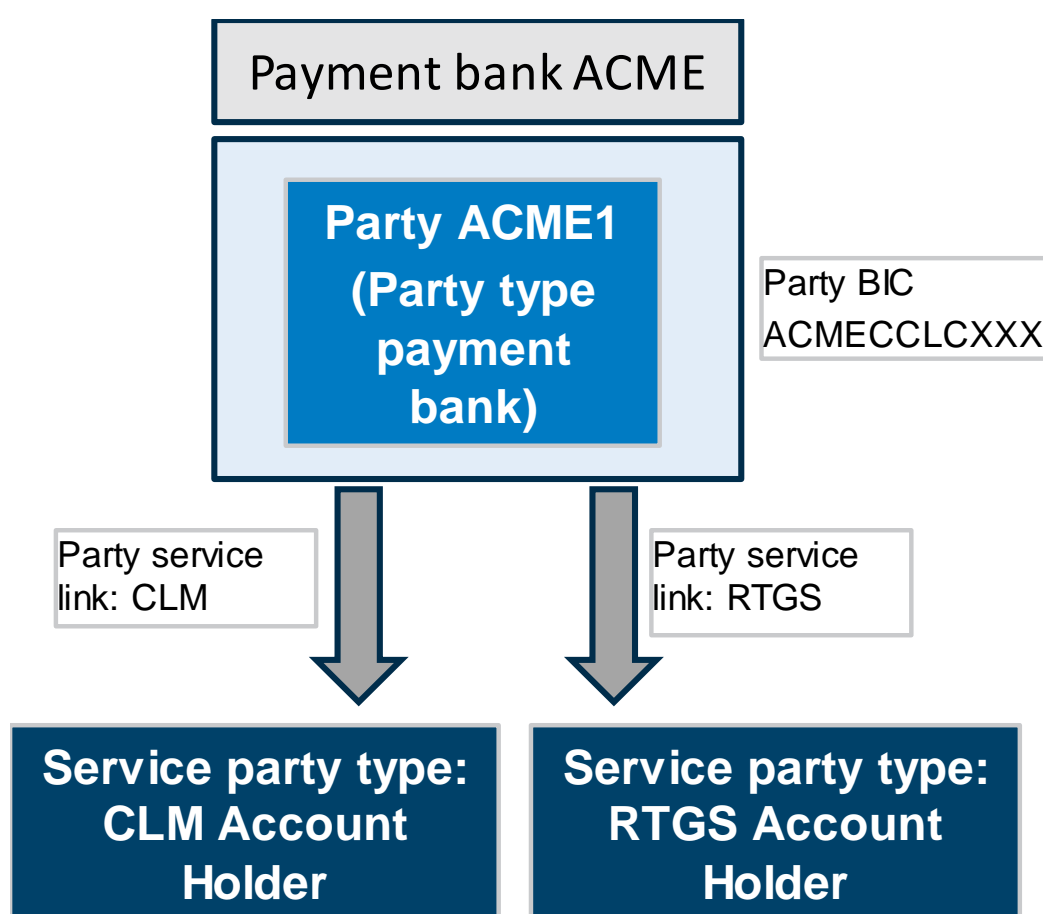 Payment bank ACME
Party ACME1
(Party type
payment
bank)
Party BIC
ACMECCLCXXX
Party service
link: CLM
Party service
link: RTGS
Service party type:
CLM Account
Holder
Service party type:
RTGS Account
Holder